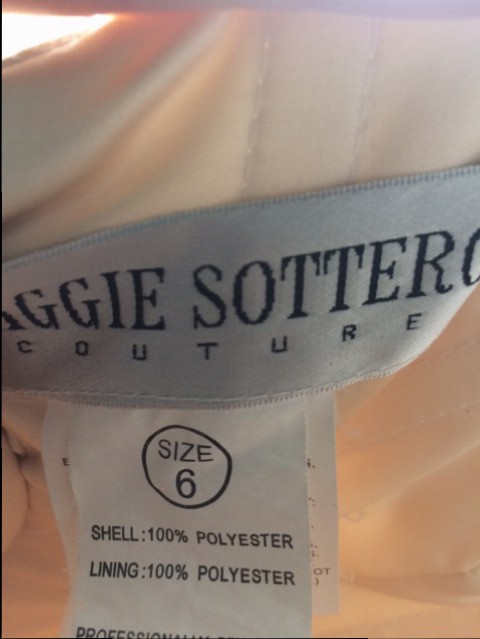 AGGIE SOTTERO
COUTURE
SIZE
6
SHELL:100% POLYESTER
LINING:100% POLYESTER